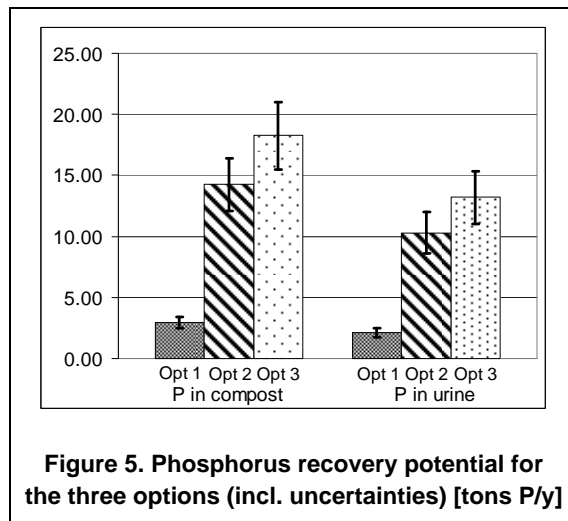 25.00
20.00
15.00
10.00
5.00
0.00
Opt 1 Opt 2 Opt 3 Opt 1 Opt 2 Opt 3
P in compost P in urine
Figure 5. Phosphorus recovery potential for
the three options (incl. uncertainties) [tons P/y]